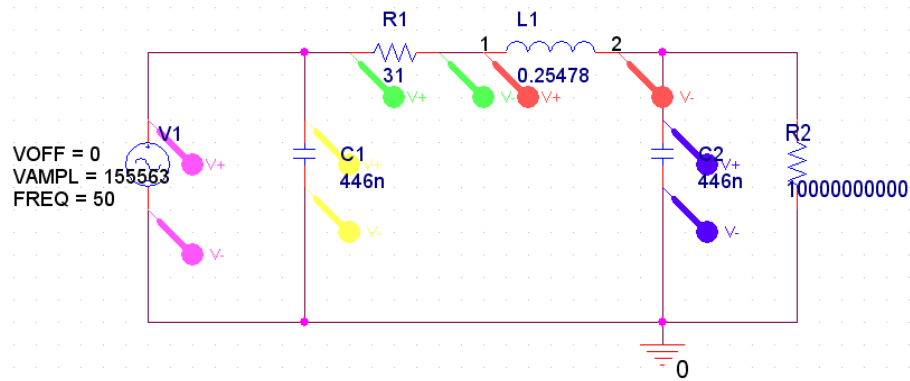 R1
L1
1
2
31
0.25478
V+
V-
V+
V-
V1
V+
V-
VOFF = 0
VAMPL = 155563
FREQ = 50
V+
V-
C1
446n
C2
446n
V+
V-
R2
10000000000
0